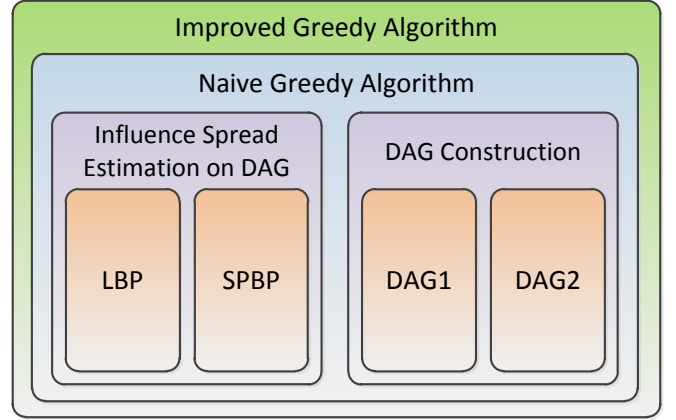 Improved Greedy Algorithm
Naive Greedy Algorithm
Influence Spread
Estimation on DAG
DAG Construction
LBP
SPBP
DAG1
DAG2